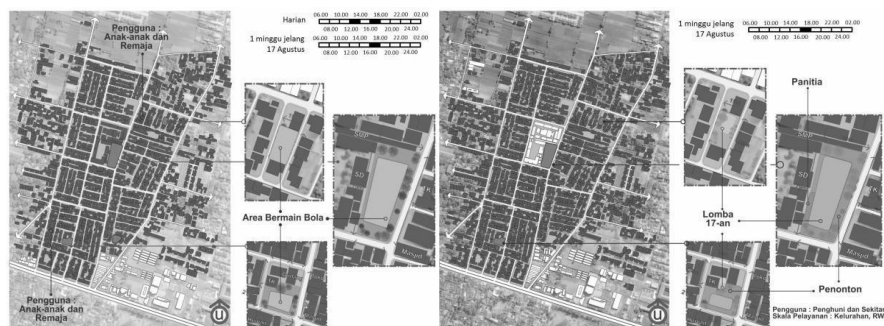 Pengguna :
Anak-anak dan
Remaja
Harian
06.00 10.00 14.00 18.00 22.00 02.00
08.00 12.00 16.00 20.00 24.00
1 minggu jelang
17 Agustus
06.00 10.00 14.00 18.00 22.00 02.00
08.00 12.00 16.00 20.00 24.00
SMP
SD
Area Bermain Bola
TK
Masjid
Pengguna :
Anak-anak dan
Remaja
U
1 minggu jelang
17 Agustus
06.00 10.00 14.00 18.00 22.00 02.00
08.00 12.00 16.00 20.00 24.00
Panitia
SMP
SD
Lomba
17-an
TK
Masjid
Penonton
Pengguna : Penghuni dan Sekitar
Skala Pelayanan : Kelurahan, RW
U